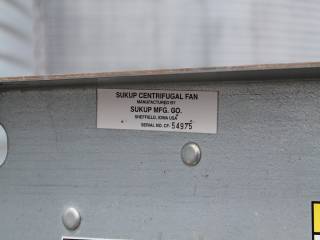 SUKUP CENTRIFUGAL FAN
MANUFACTURED BY
SUKUP MFG. CO.
SHEFFIELD, IOWA USA
SERIAL NO. CF- 54975